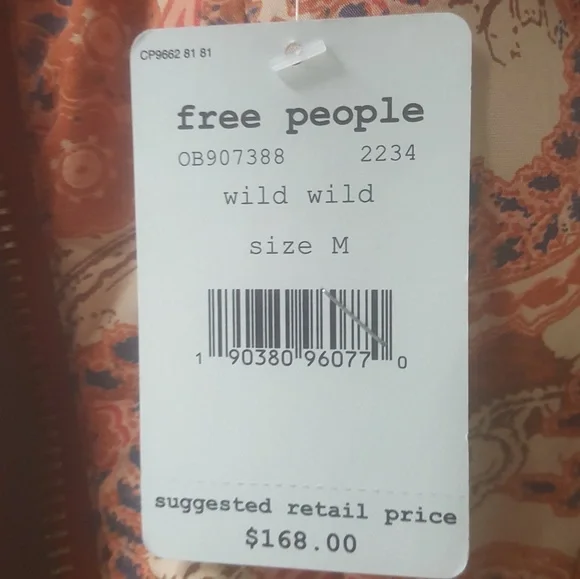 CP9662 81 81
free people
OB907388 2234
wild wild
size M
1 90380 96077 0
suggested retail price
$168.00